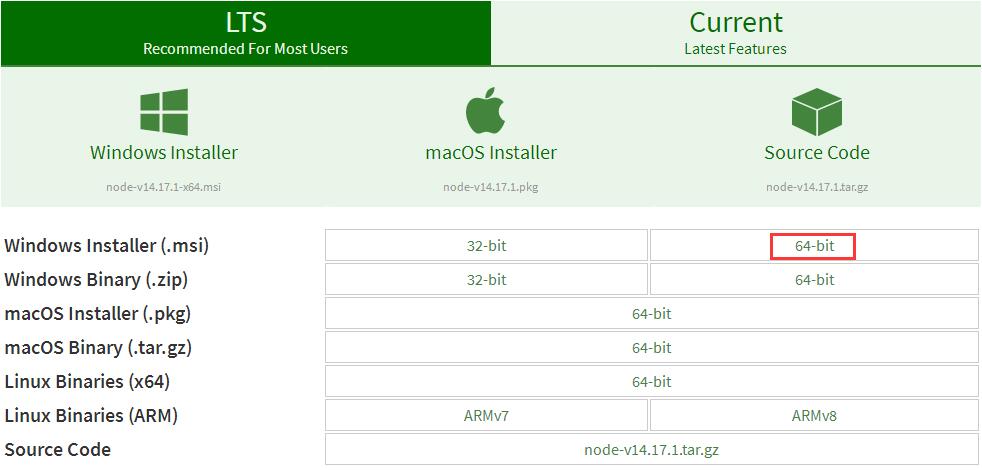 LTS
Recommended For Most Users
Current
Latest Features
Windows Installer
node-v14.17.1-x64.msi
macOS Installer
node-v14.17.1.pkg
Source Code
node-v14.17.1.tar.gz
Windows Installer (.msi) 32-bit 64-bit
Windows Binary (.zip) 32-bit 64-bit
macOS Installer (.pkg) 64-bit
macOS Binary (.tar.gz) 64-bit
Linux Binaries (x64) 64-bit
Linux Binaries (ARM) ARMv7 ARMv8
Source Code node-v14.17.1.tar.gz